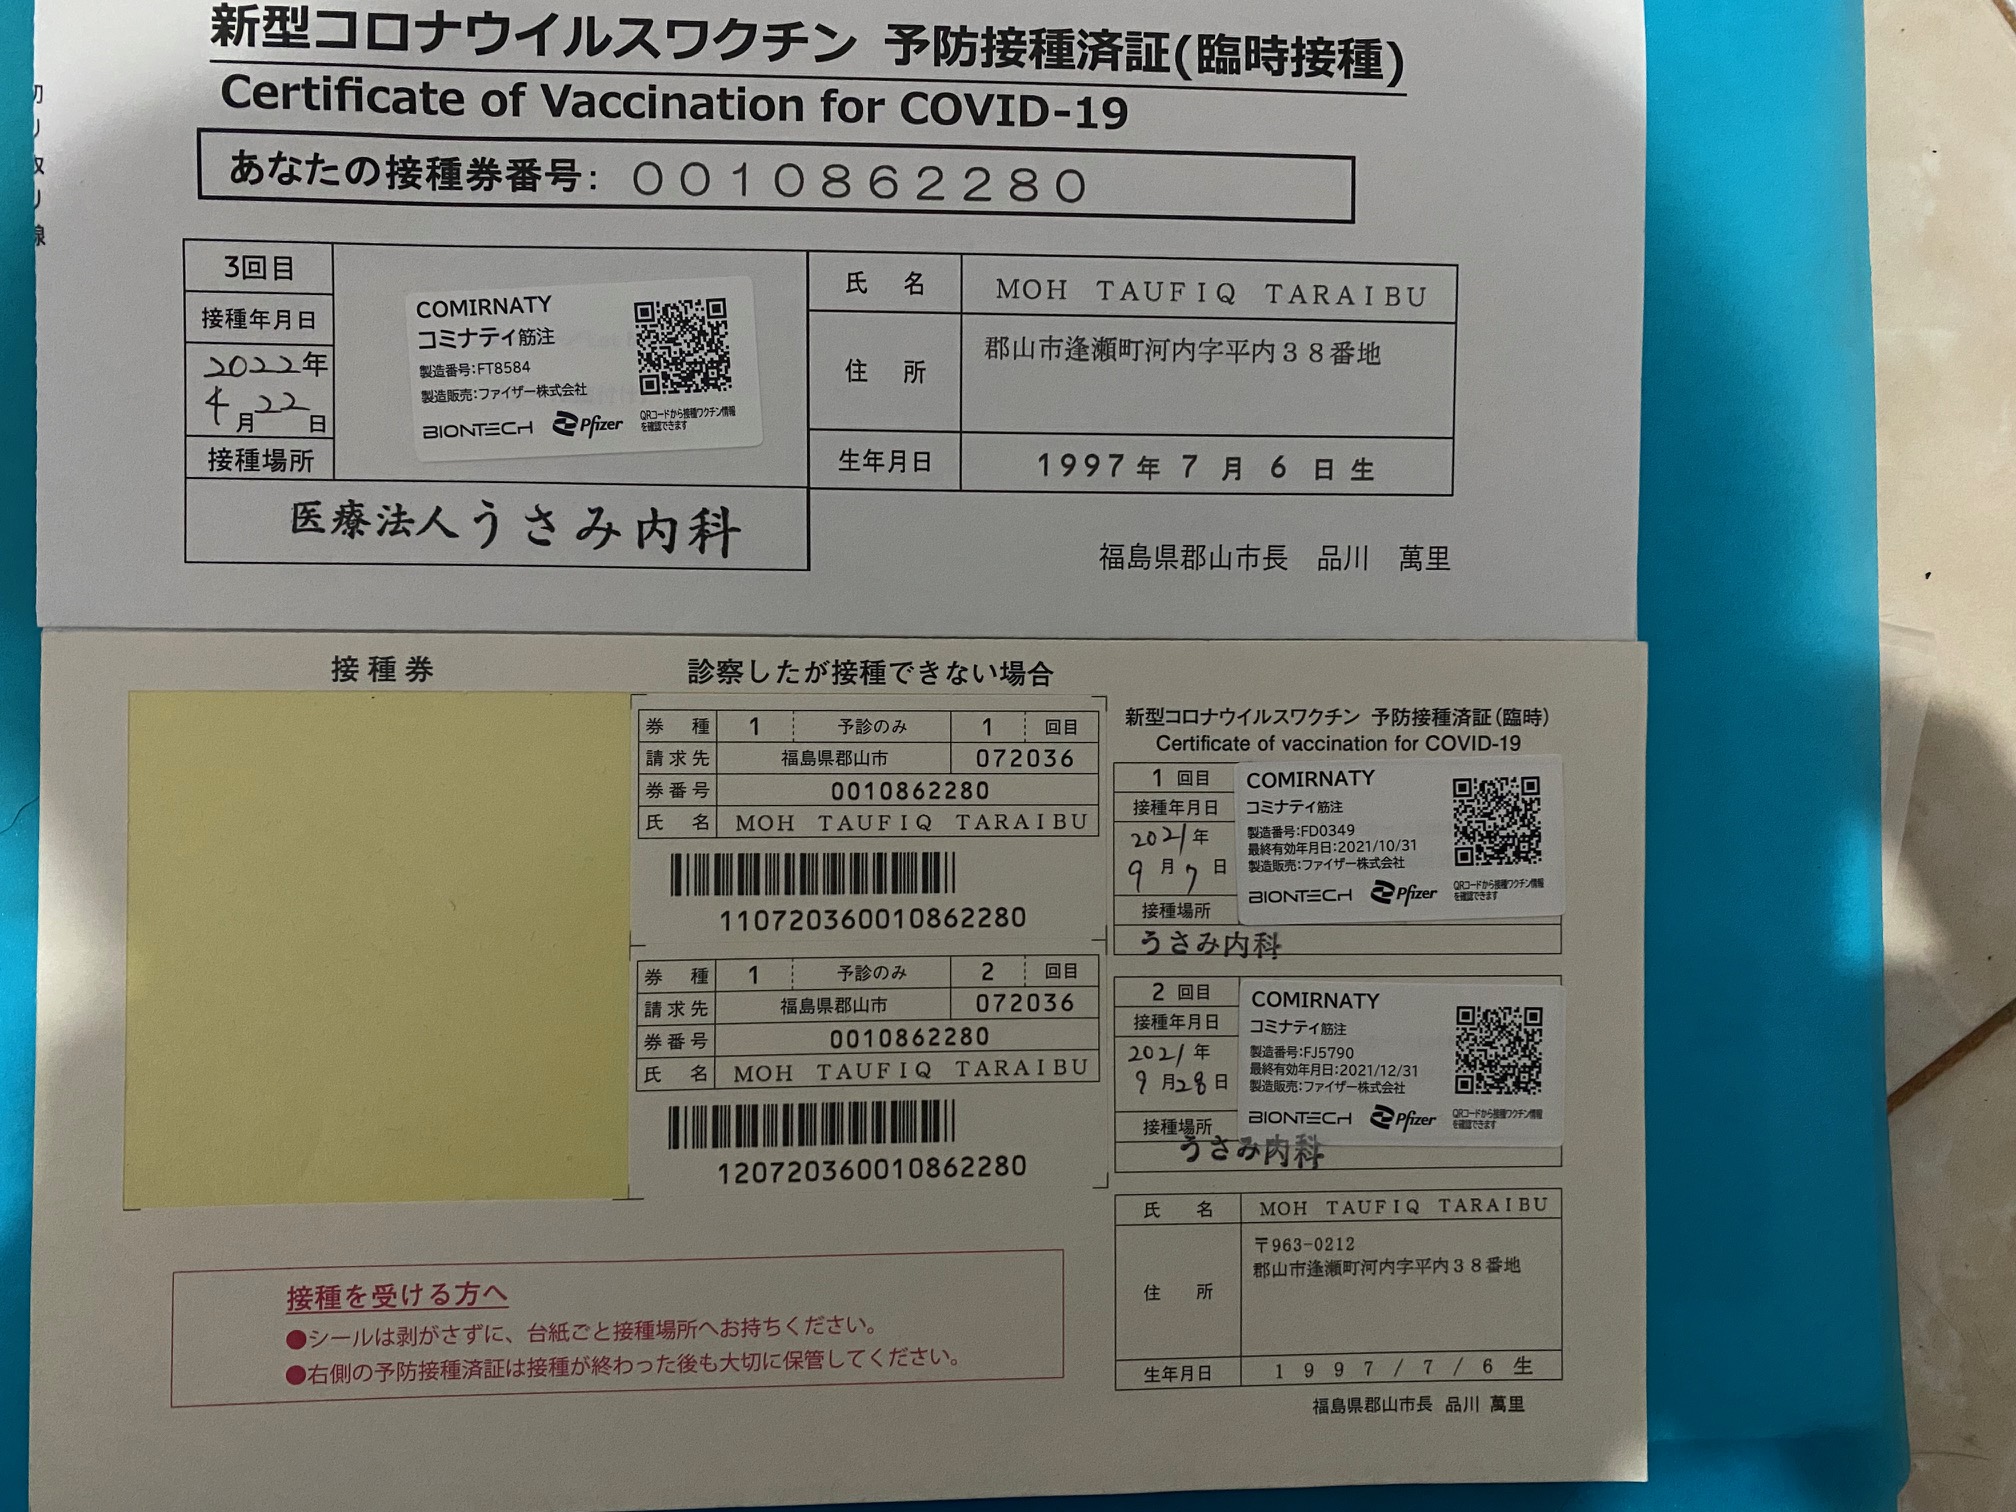 新型コロナウイルスワクチン 予防接種済証(臨時接種)
Certificate of Vaccination for COVID-19
あなたの接種券番号: 0010862280
3回目
接種年月日
2022年
4月22日
接種場所
医療法人うさみ内科
COMIRNATY
コミナティ筋注
製造番号:FT8584
製造販売:ファイザー株式会社
BIONTECH Pfizer
QRコードから接種ワクチン情報
を確認できます
氏 名 MOH TAUFIQ TARAIBU
住 所 郡山市逢瀬町河内字平内38番地
生年月日 1997年7月6日生
福島県郡山市長 品川 萬里
接種券
診察したが接種できない場合
券種 1 予診のみ 1 回目
請求先 福島県郡山市 072036
券番号 0010862280
氏名 MOH TAUFIQ TARAIBU
110720360010862280
券種 1 予診のみ 2 回目
請求先 福島県郡山市 072036
券番号 0010862280
氏名 MOH TAUFIQ TARAIBU
120720360010862280
接種を受ける方へ
●シールは剥がさずに、台紙ごと接種場所へお持ちください。
●右側の予防接種済証は接種が終わった後も大切に保管してください。
新型コロナウイルスワクチン 予防接種済証(臨時)
Certificate of vaccination for COVID-19
1回目
接種年月日
2021年
9月7日
接種場所
うさみ内科
COMIRNATY
コミナティ筋注
製造番号:FD0349
最終有効年月日:2021/10/31
製造販売:ファイザー株式会社
BIONTECH Pfizer
QRコードから接種ワクチン情報
を確認できます
2回目
接種年月日
2021年
9月28日
接種場所
うさみ内科
COMIRNATY
コミナティ筋注
製造番号:FJ5790
最終有効年月日:2021/12/31
製造販売:ファイザー株式会社
BIONTECH Pfizer
QRコードから接種ワクチン情報
を確認できます
氏 名 MOH TAUFIQ TARAIBU
住 所 〒963-0212
郡山市逢瀬町河内字平内38番地
生年月日 1997/7/6生
福島県郡山市長 品川 萬里